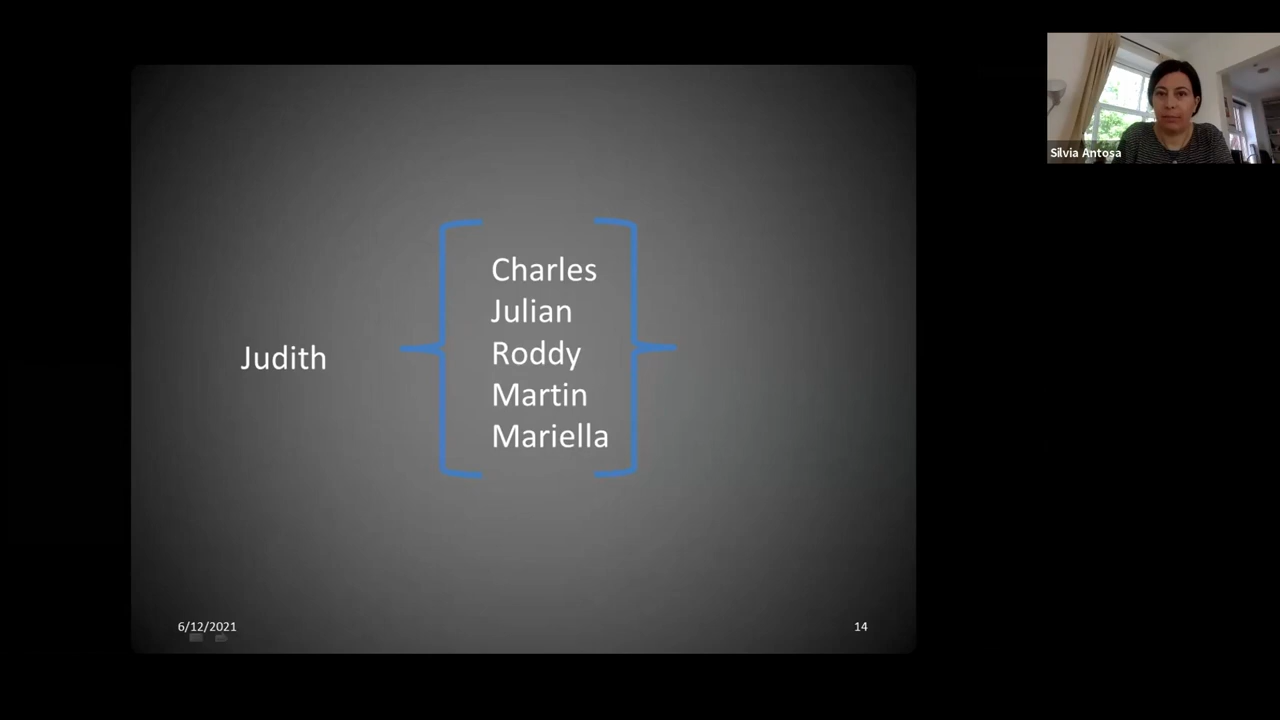 Silvia Antosa
Charles
Julian
Roddy
Martin
Mariella
Judith
6/12/2021
14